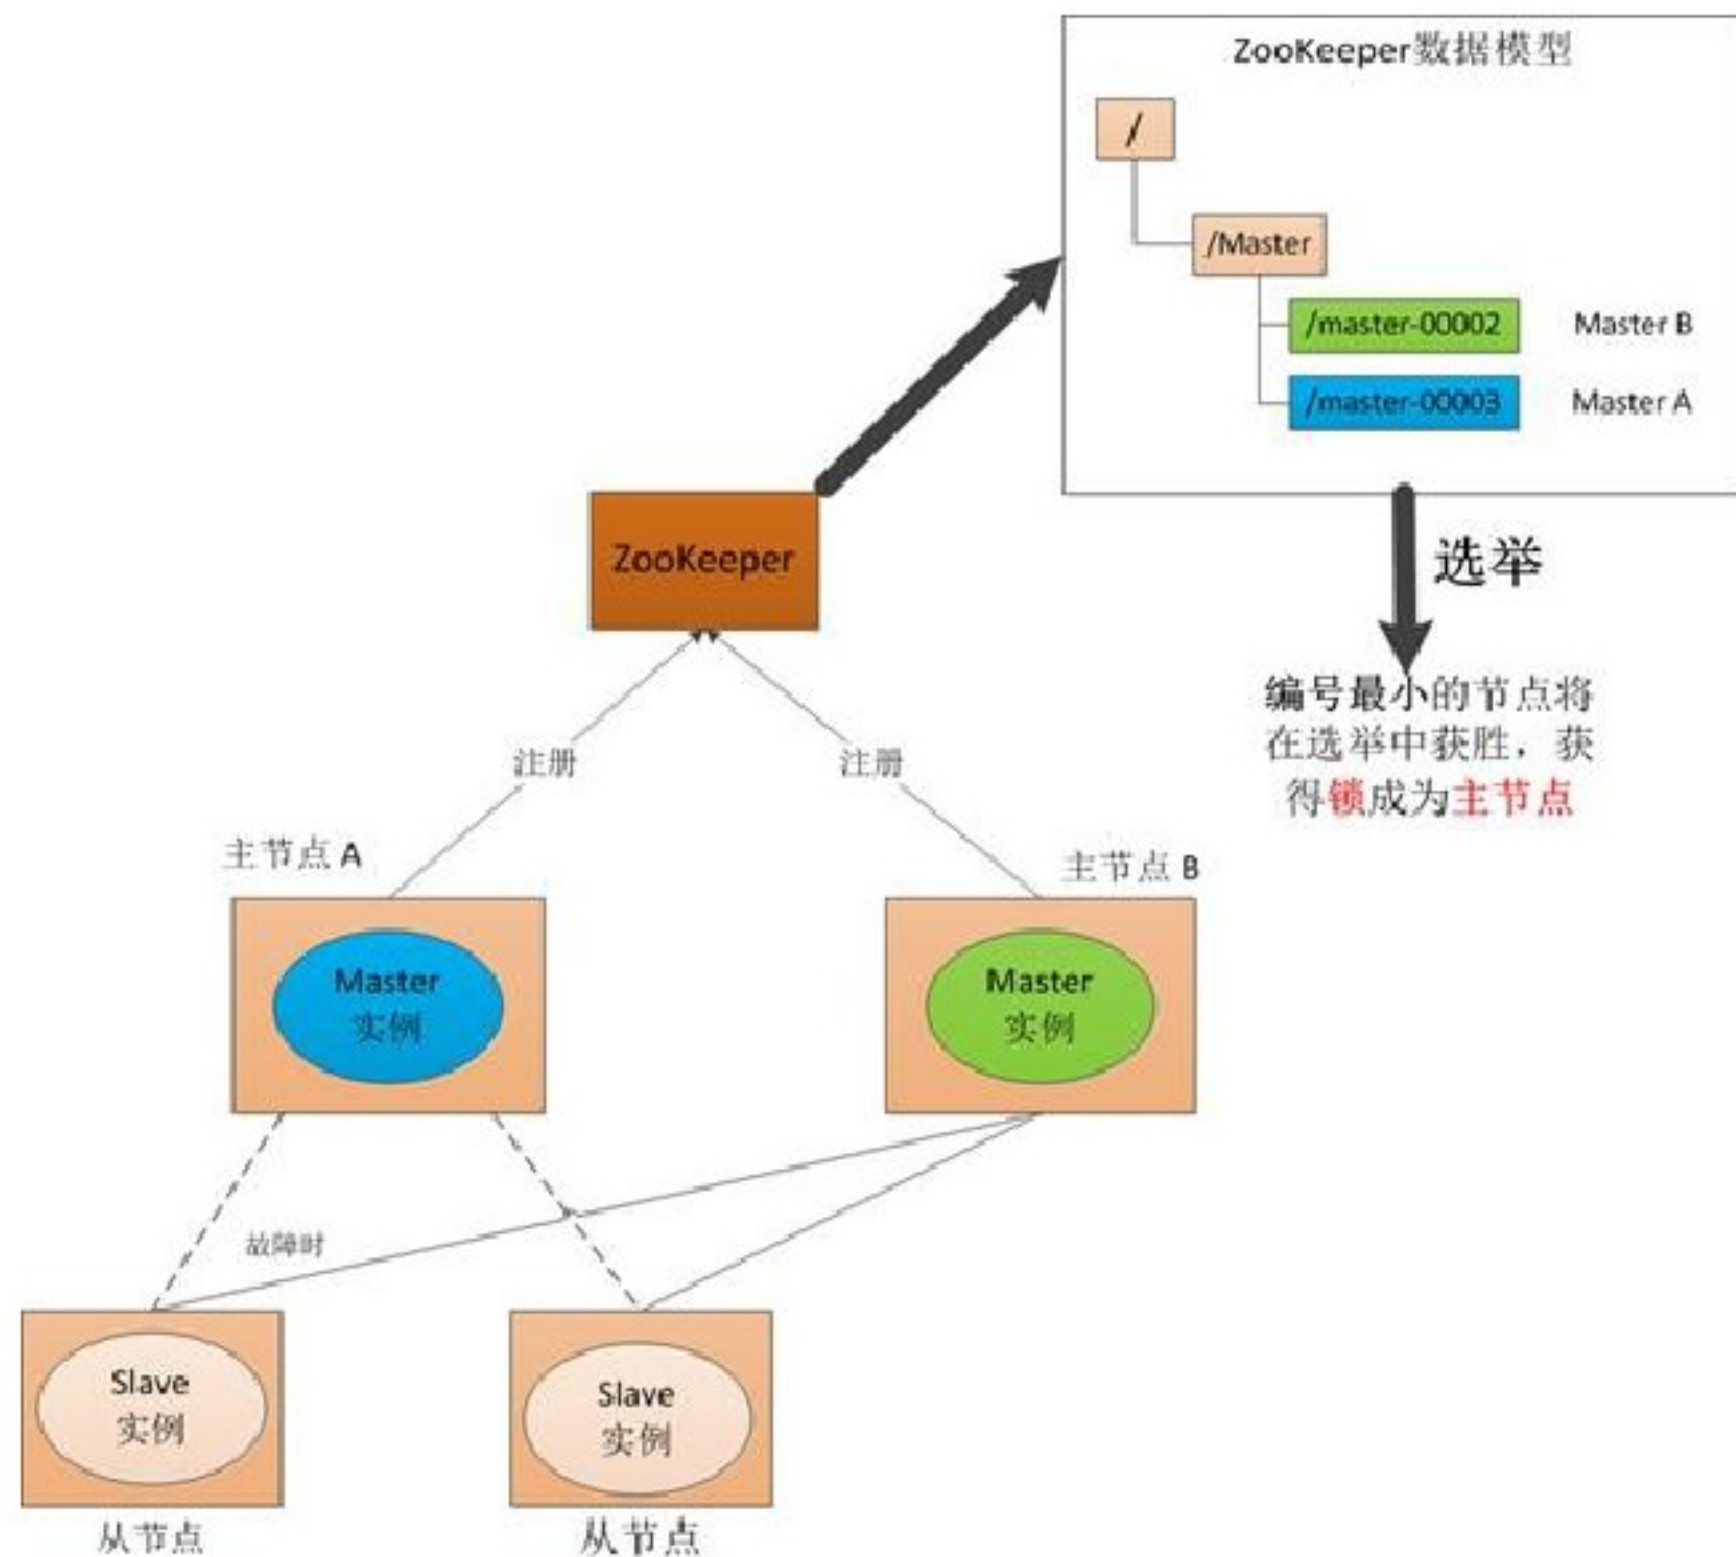 ZooKeeper数据模型
/
/Master
/master-00002
Master B
/master-00003
Master A
ZooKeeper
选举
编号最小的节点将
在选举中获胜，获
得锁成为主节点
注册
注册
主节点 A
主节点 B
Master
实例
Master
实例
故障时
Slave
实例
Slave
实例
从节点
从节点